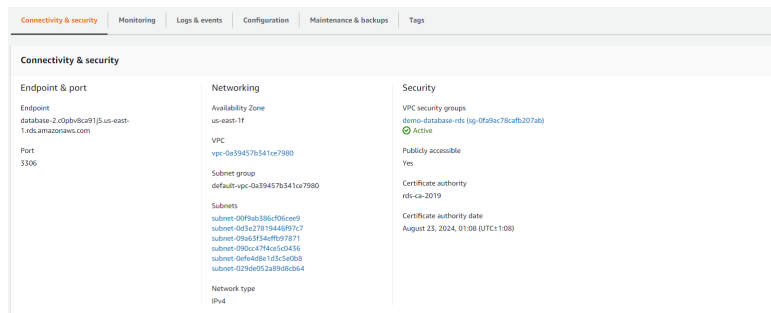 Connectivity & security
Monitoring
Logs & events
Configuration
Maintenance & backups
Tags
Connectivity & security
Endpoint & port
Endpoint
database-2.c0pbv8ca91j5.us-east-
1.rds.amazonaws.com
Port
3306
Networking
Availability Zone
us-east-1f
VPC
vpc-0a39457b341ce7980
Subnet group
default-vpc-0a39457b341ce7980
Subnets
subnet-00f9ab386cf06cee9
subnet-0d3e27819446f97c7
subnet-09a63f34effb97871
subnet-090cc47f4ce5c0436
subnet-0efe4d8e1d3c5e0b8
subnet-029de052a89d8cb64
Network type
IPv4
Security
VPC security groups
demo-database-rds (sg-0fa9ac78cafb207ab)
Active
Publicly accessible
Yes
Certificate authority
rds-ca-2019
Certificate authority date
August 23, 2024, 01:08 (UTC±1:08)